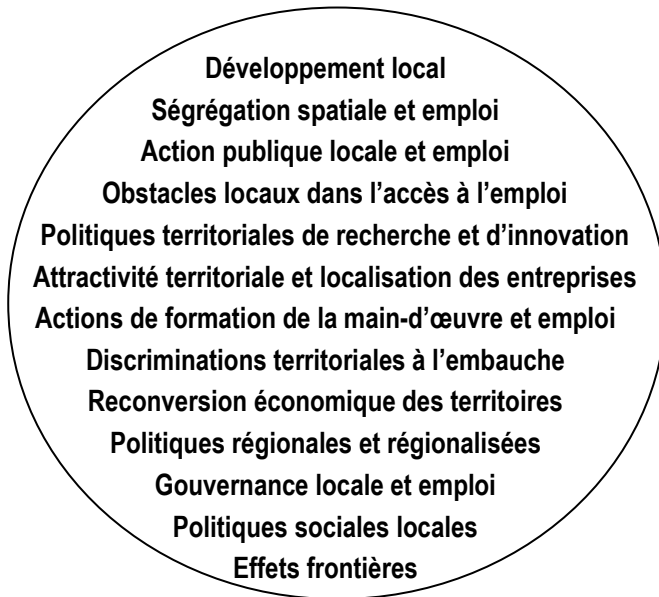 Développement local
Ségrégation spatiale et emploi
Action publique locale et emploi
Obstacles locaux dans l’accès à l’emploi
Politiques territoriales de recherche et d’innovation
Attractivité territoriale et localisation des entreprises
Actions de formation de la main-d’œuvre et emploi
Discriminations territoriales à l’embauche
Reconversion économique des territoires
Politiques régionales et régionalisées
Gouvernance locale et emploi
Politiques sociales locales
Effets frontières